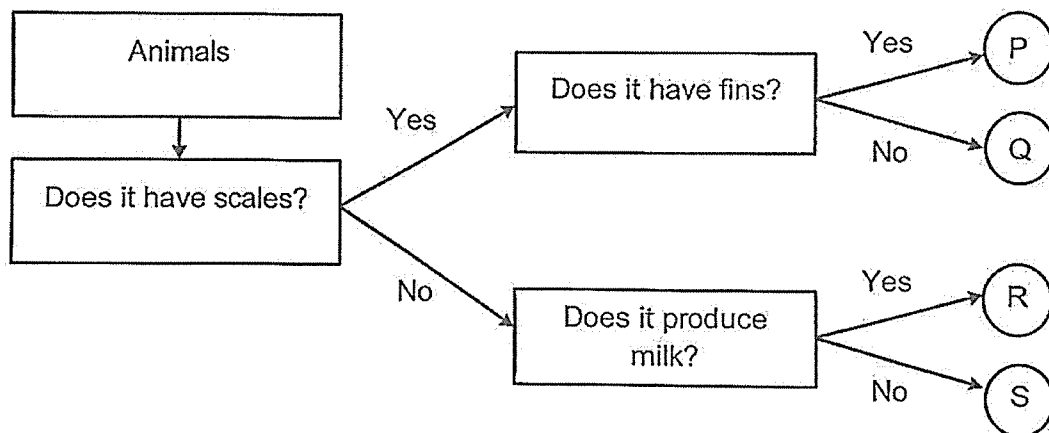 Animals
Does it have scales?
Yes
No
Does it have fins?
Yes
No
P
Q
Does it produce
milk?
Yes
No
R
S